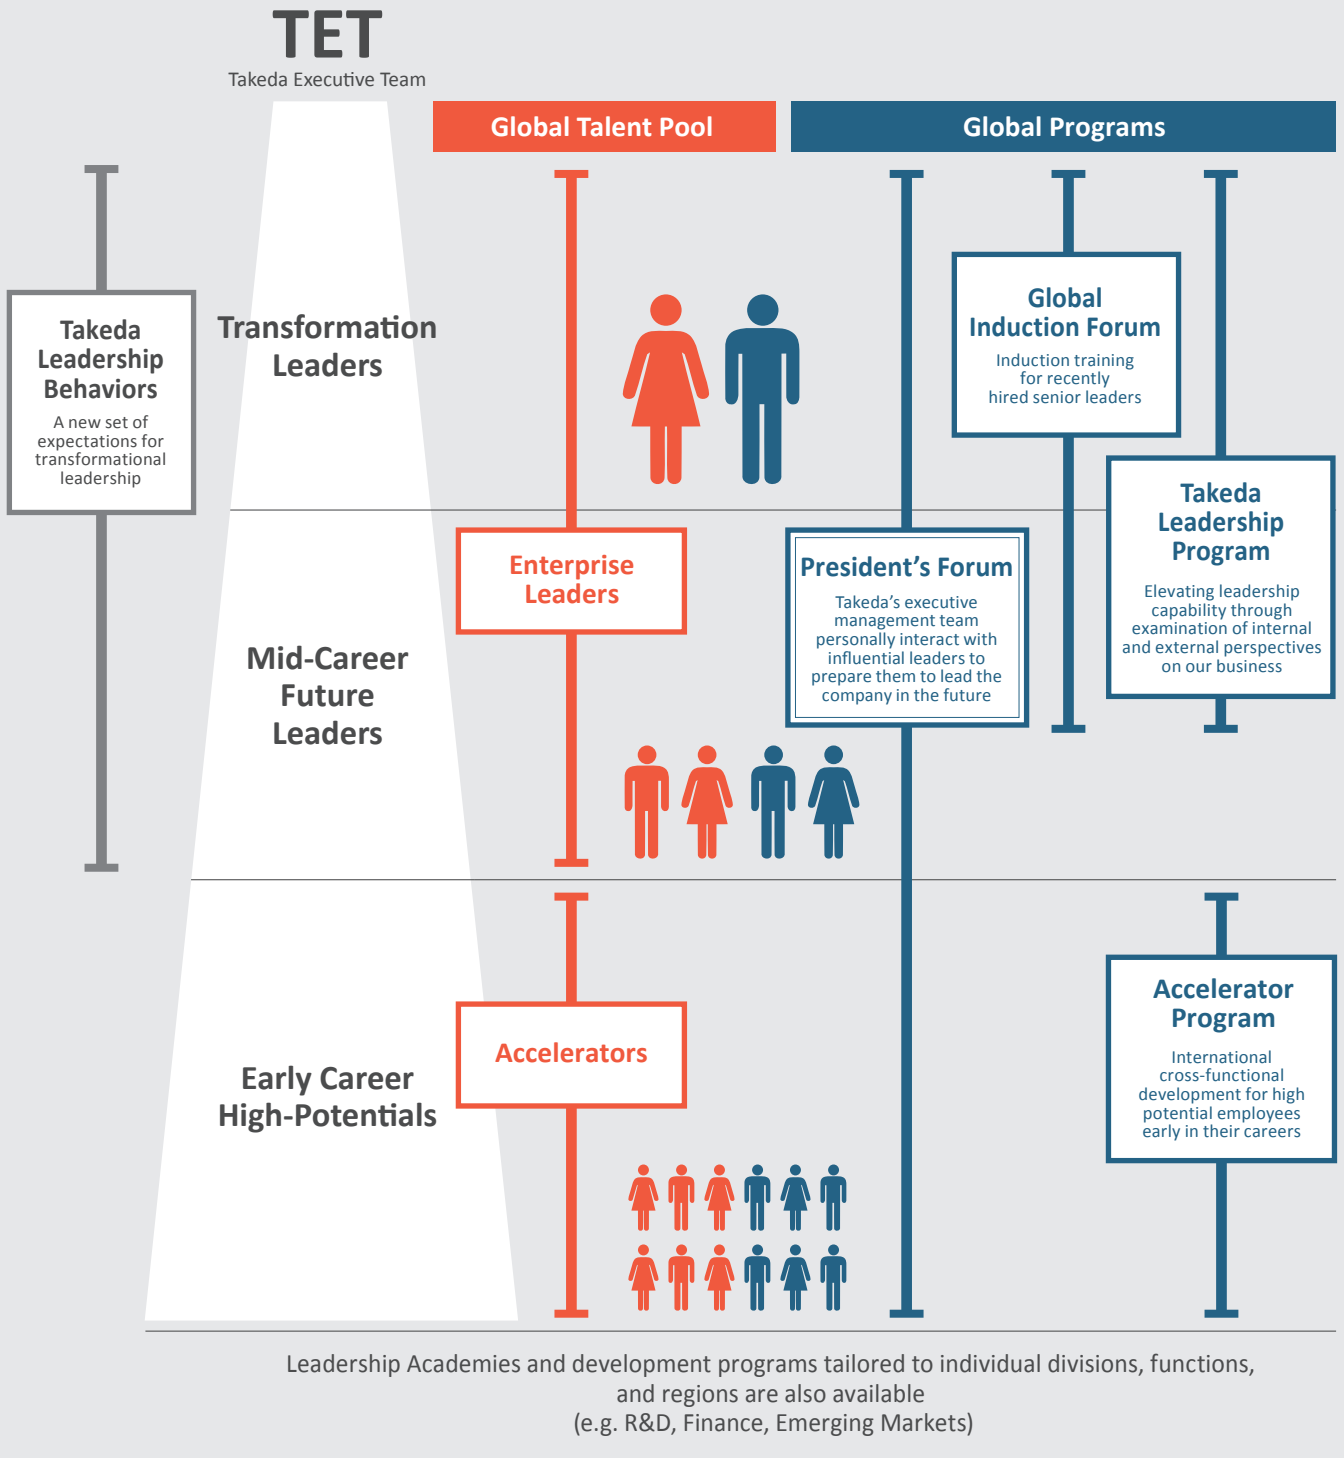 TET
Takeda Executive Team
Global Talent Pool
Global Programs
Takeda
Leadership
Behaviors
A new set of
expectations for
transformational
leadership
Transformation
Leaders
Global
Induction Forum
Induction training
for recently
hired senior leaders
Takeda
Leadership
Program
Elevating leadership
capability through
examination of internal
and external perspectives
on our business
Enterprise
Leaders
President’s Forum
Takeda’s executive
management team
personally interact with
influential leaders to
prepare them to lead the
company in the future
Mid-Career
Future
Leaders
Accelerators
Early Career
High-Potentials
Accelerator
Program
International
cross-functional
development for high
potential employees
early in their careers
Leadership Academies and development programs tailored to individual divisions, functions,
and regions are also available
(e.g. R&D, Finance, Emerging Markets)